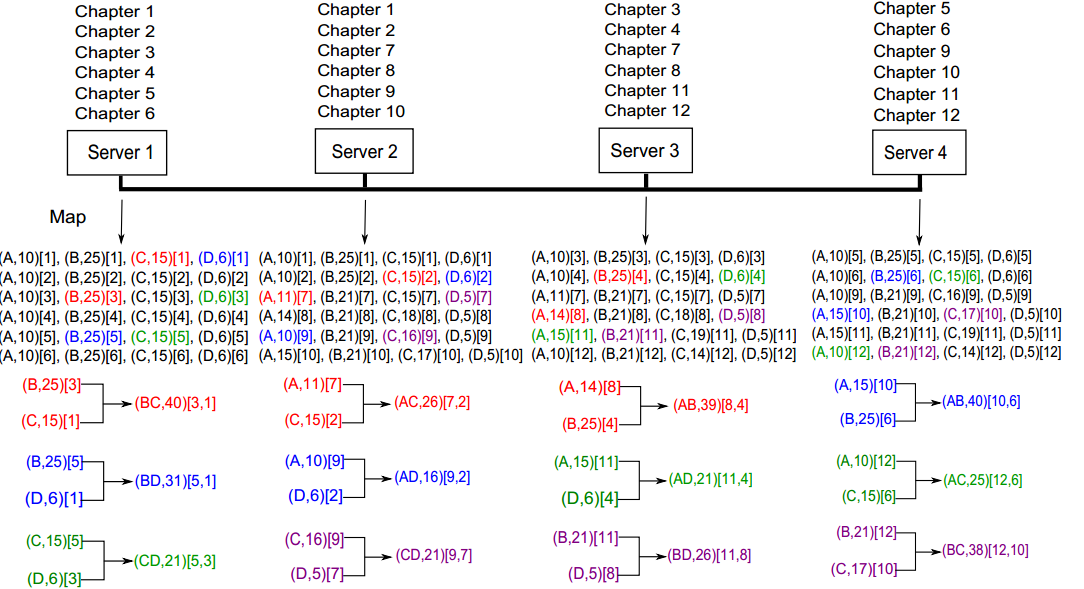 Chapter 1
Chapter 2
Chapter 3
Chapter 4
Chapter 5
Chapter 6
Server 1
Chapter 1
Chapter 2
Chapter 7
Chapter 8
Chapter 9
Chapter 10
Server 2
Chapter 3
Chapter 4
Chapter 7
Chapter 8
Chapter 11
Chapter 12
Server 3
Chapter 5
Chapter 6
Chapter 9
Chapter 10
Chapter 11
Chapter 12
Server 4
Map
(A,10)[1], (B,25)[1], (C,15)[1], (D,6)[1]
(A,10)[2], (B,25)[2], (C,15)[2], (D,6)[2]
(A,10)[3], (B,25)[3], (C,15)[3], (D,6)[3]
(A,10)[4], (B,25)[4], (C,15)[4], (D,6)[4]
(A,10)[5], (B,25)[5], (C,15)[5], (D,6)[5]
(A,10)[6], (B,25)[6], (C,15)[6], (D,6)[6]
(B,25)[3]
(C,15)[1]
(BC,40)[3,1]
(B,25)[5]
(D,6)[1]
(BD,31)[5,1]
(C,15)[5]
(D,6)[3]
(CD,21)[5,3]
(A,10)[1], (B,25)[1], (C,15)[1], (D,6)[1]
(A,10)[2], (B,25)[2], (C,15)[2], (D,6)[2]
(A,11)[7], (B,21)[7], (C,15)[7], (D,5)[7]
(A,14)[8], (B,21)[8], (C,18)[8], (D,5)[8]
(A,10)[9], (B,21)[9], (C,16)[9], (D,5)[9]
(A,15)[10], (B,21)[10], (C,17)[10], (D,5)[10]
(A,11)[7]
(C,15)[2]
(AC,26)[7,2]
(A,10)[9]
(D,6)[2]
(AD,16)[9,2]
(C,16)[9]
(D,5)[7]
(CD,21)[9,7]
(A,10)[3], (B,25)[3], (C,15)[3], (D,6)[3]
(A,10)[4], (B,25)[4], (C,15)[4], (D,6)[4]
(A,11)[7], (B,21)[7], (C,15)[7], (D,5)[7]
(A,14)[8], (B,21)[8], (C,18)[8], (D,5)[8]
(A,15)[11], (B,21)[11], (C,19)[11], (D,5)[11]
(A,10)[12], (B,21)[12], (C,14)[12], (D,5)[12]
(A,14)[8]
(B,25)[4]
(AB,39)[8,4]
(A,15)[11]
(D,6)[4]
(AD,21)[11,4]
(B,21)[11]
(D,5)[8]
(BD,26)[11,8]
(A,10)[5], (B,25)[5], (C,15)[5], (D,6)[5]
(A,10)[6], (B,25)[6], (C,15)[6], (D,6)[6]
(A,10)[9], (B,21)[9], (C,16)[9], (D,5)[9]
(A,15)[10], (B,21)[10], (C,17)[10], (D,5)[10]
(A,15)[11], (B,21)[11], (C,19)[11], (D,5)[11]
(A,10)[12], (B,21)[12], (C,14)[12], (D,5)[12]
(A,15)[10]
(B,25)[6]
(AB,40)[10,6]
(A,10)[12]
(C,15)[6]
(AC,25)[12,6]
(B,21)[12]
(C,17)[10]
(BC,38)[12,10]